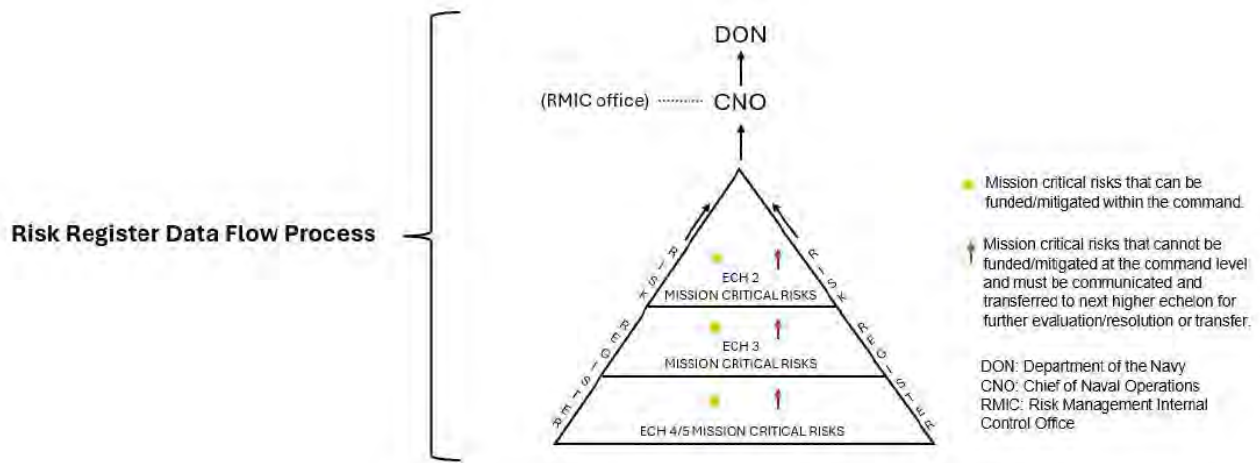 Risk Register Data Flow Process
DON
(RMIC office)
CNO
RISK REGISTER
RISK REGISTER
ECH 2
MISSION CRITICAL RISKS
ECH 3
MISSION CRITICAL RISKS
ECH 4/5 MISSION CRITICAL RISKS
Mission critical risks that can be
funded/mitigated within the command.
Mission critical risks that cannot be
funded/mitigated at the command level
and must be communicated and
transferred to next higher echelon for
further evaluation/resolution or transfer.
DON: Department of the Navy
CNO: Chief of Naval Operations
RMIC: Risk Management Internal
Control Office